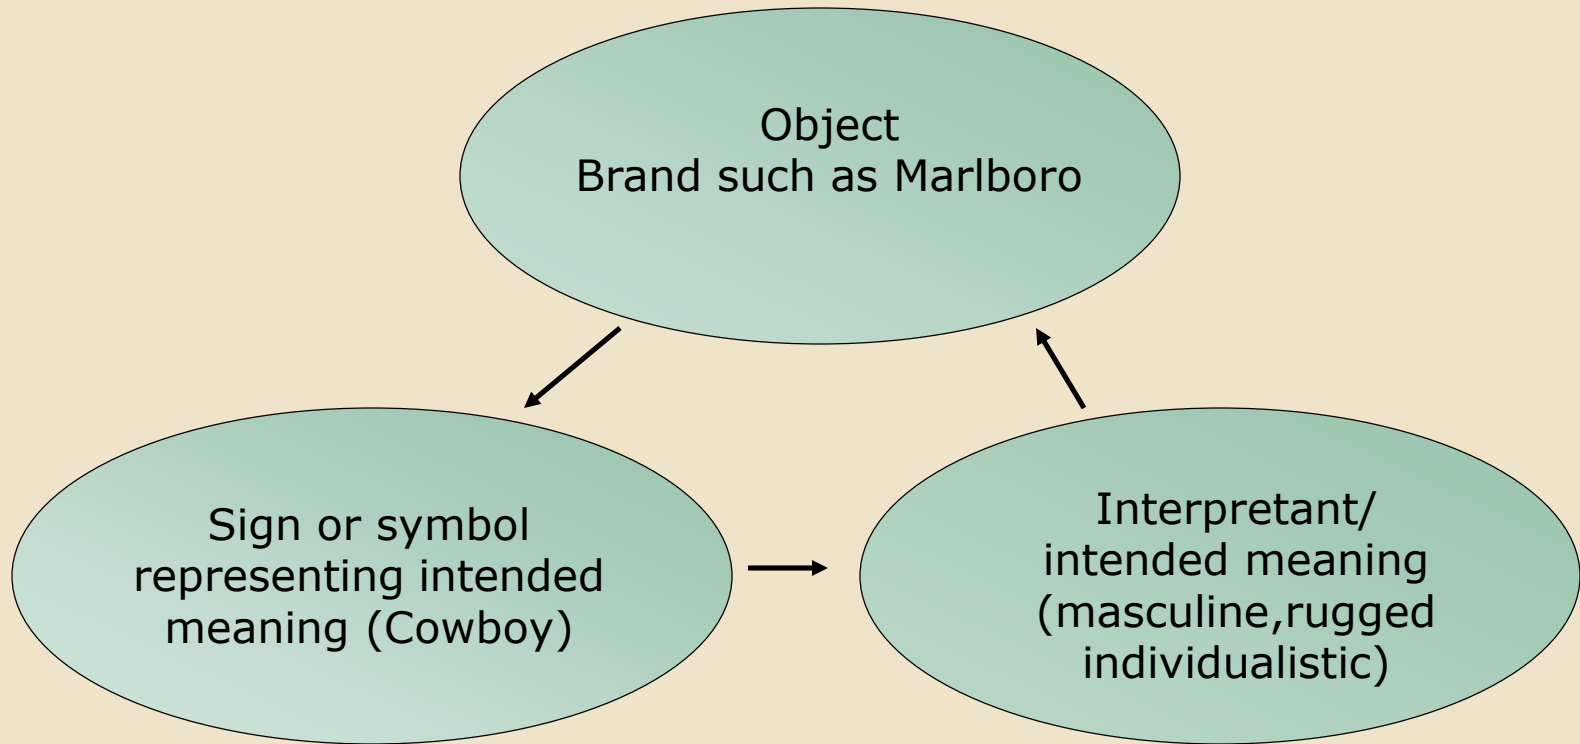 Object
Brand such as Marlboro
Sign or symbol
representing intended
meaning (Cowboy)
Interpretant/
intended meaning
(masculine,rugged
individualistic)